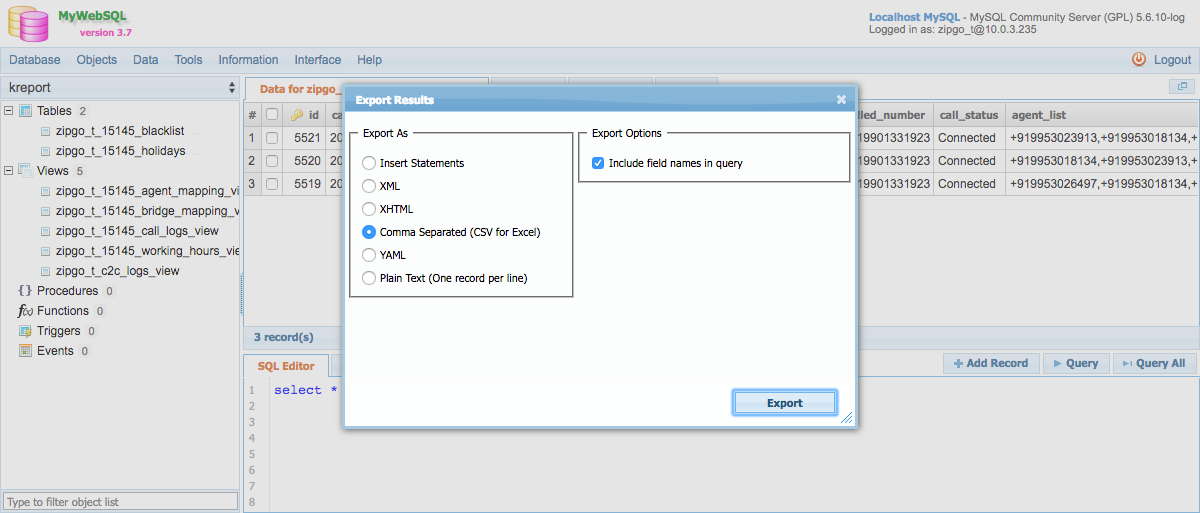 MyWebSQL
version 3.7
Localhost MySQL - MySQL Community Server (GPL) 5.6.10-log
Logged in as: zipgo_t@10.0.3.235
Database Objects Data Tools Information Interface Help Logout
kreport
Tables 2
zipgo_t_15145_blacklist
zipgo_t_15145_holidays
Views 5
zipgo_t_15145_agent_mapping_vi
zipgo_t_15145_bridge_mapping_v
zipgo_t_15145_call_logs_view
zipgo_t_15145_working_hours_vie
zipgo_t_c2c_logs_view
{} Procedures 0
f(x) Functions 0
Triggers 0
Events 0
Type to filter object list
Data for zipgo_
# id ca lled_number call_status agent_list
1 5521 20 19901331923 Connected +919953023913,+919953018134,+
2 5520 20 19901331923 Connected +919953018134,+919953023913,+
3 5519 20 19901331923 Connected +919953026497,+919953018134,+
Export Results
Export As
Insert Statements
XML
XHTML
Comma Separated (CSV for Excel)
YAML
Plain Text (One record per line)
Export Options
Include field names in query
Export
3 record(s)
SQL Editor
Add Record Query Query All
1 select *
2
3
4
5
6
7
8